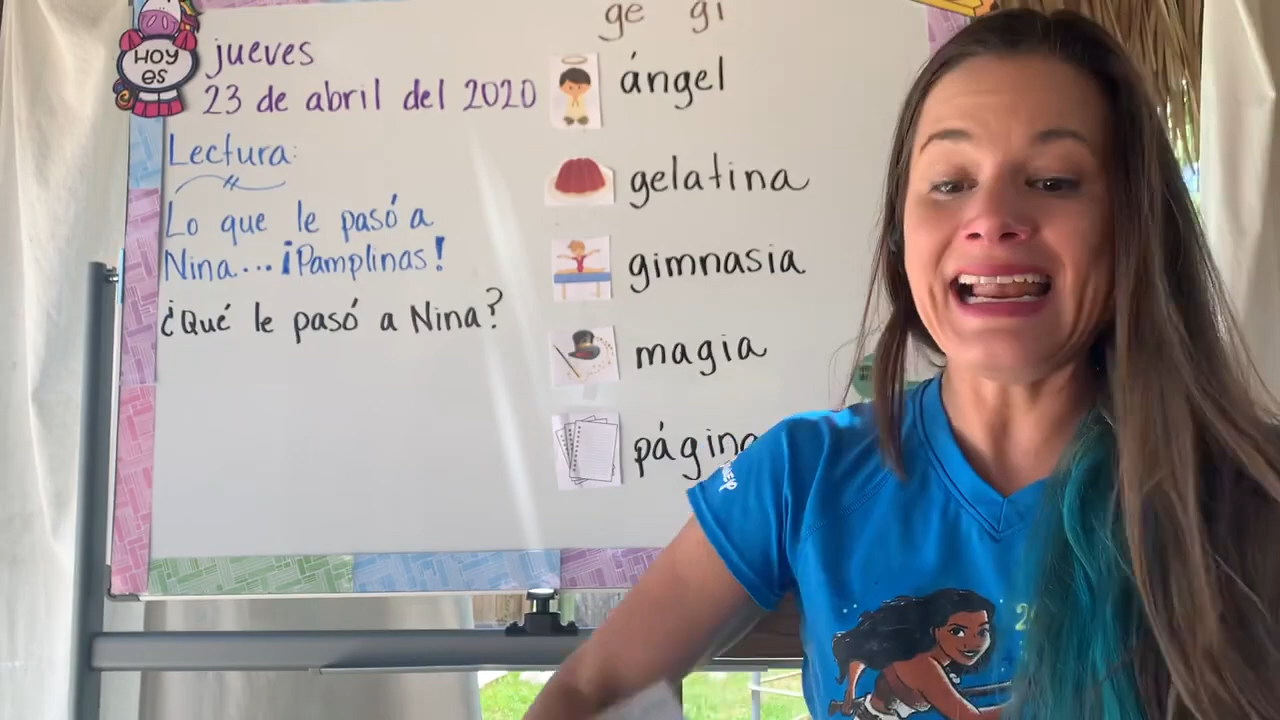 HOY
es
jueves
23 de abril del 2020
Lectura:
Lo que le pasó a
Nina... ¡Pamplinas!
¿Qué le pasó a Nina?
ge gi
ángel
gelatina
gimnasia
magia
página